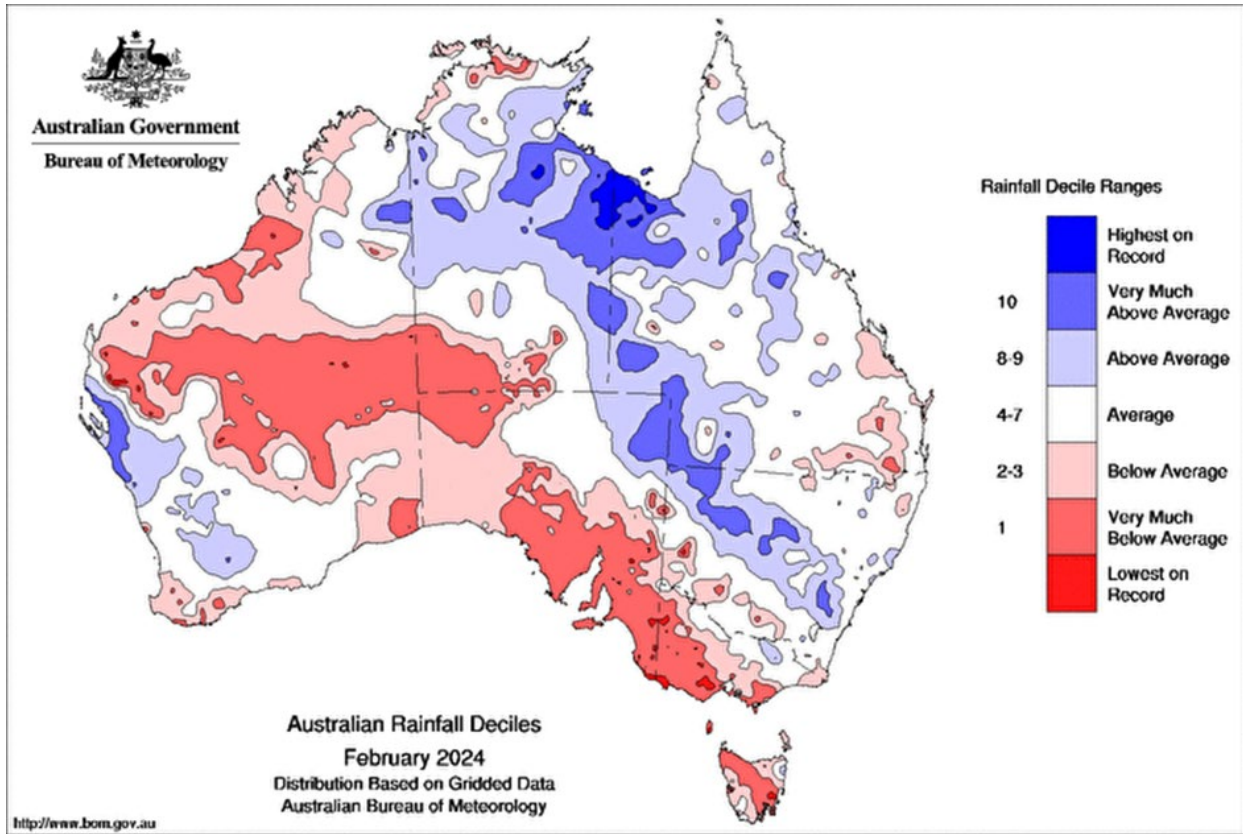 Australian Government
Bureau of Meteorology
Rainfall Decile Ranges
Highest on
Record
10 Very Much
Above Average
8-9 Above Average
4-7 Average
2-3 Below Average
1 Very Much
Below Average
Lowest on
Record
Australian Rainfall Deciles
February 2024
Distribution Based on Gridded Data
Australian Bureau of Meteorology
http://www.bom.gov.au